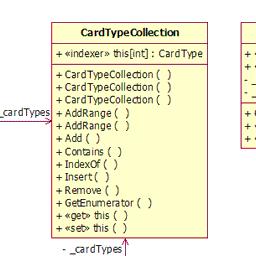 CardTypeCollection
+ «indexer» this[int] : CardType
+ CardTypeCollection ( )
+ CardTypeCollection ( )
+ CardTypeCollection ( )
+ AddRange ( )
+ AddRange ( )
+ Add ( )
+ Contains ( )
+ IndexOf ( )
+ Insert ( )
+ Remove ( )
+ GetEnumerator ( )
+ «get» this ( )
+ «set» this ( )
_cardTypes
- _cardTypes